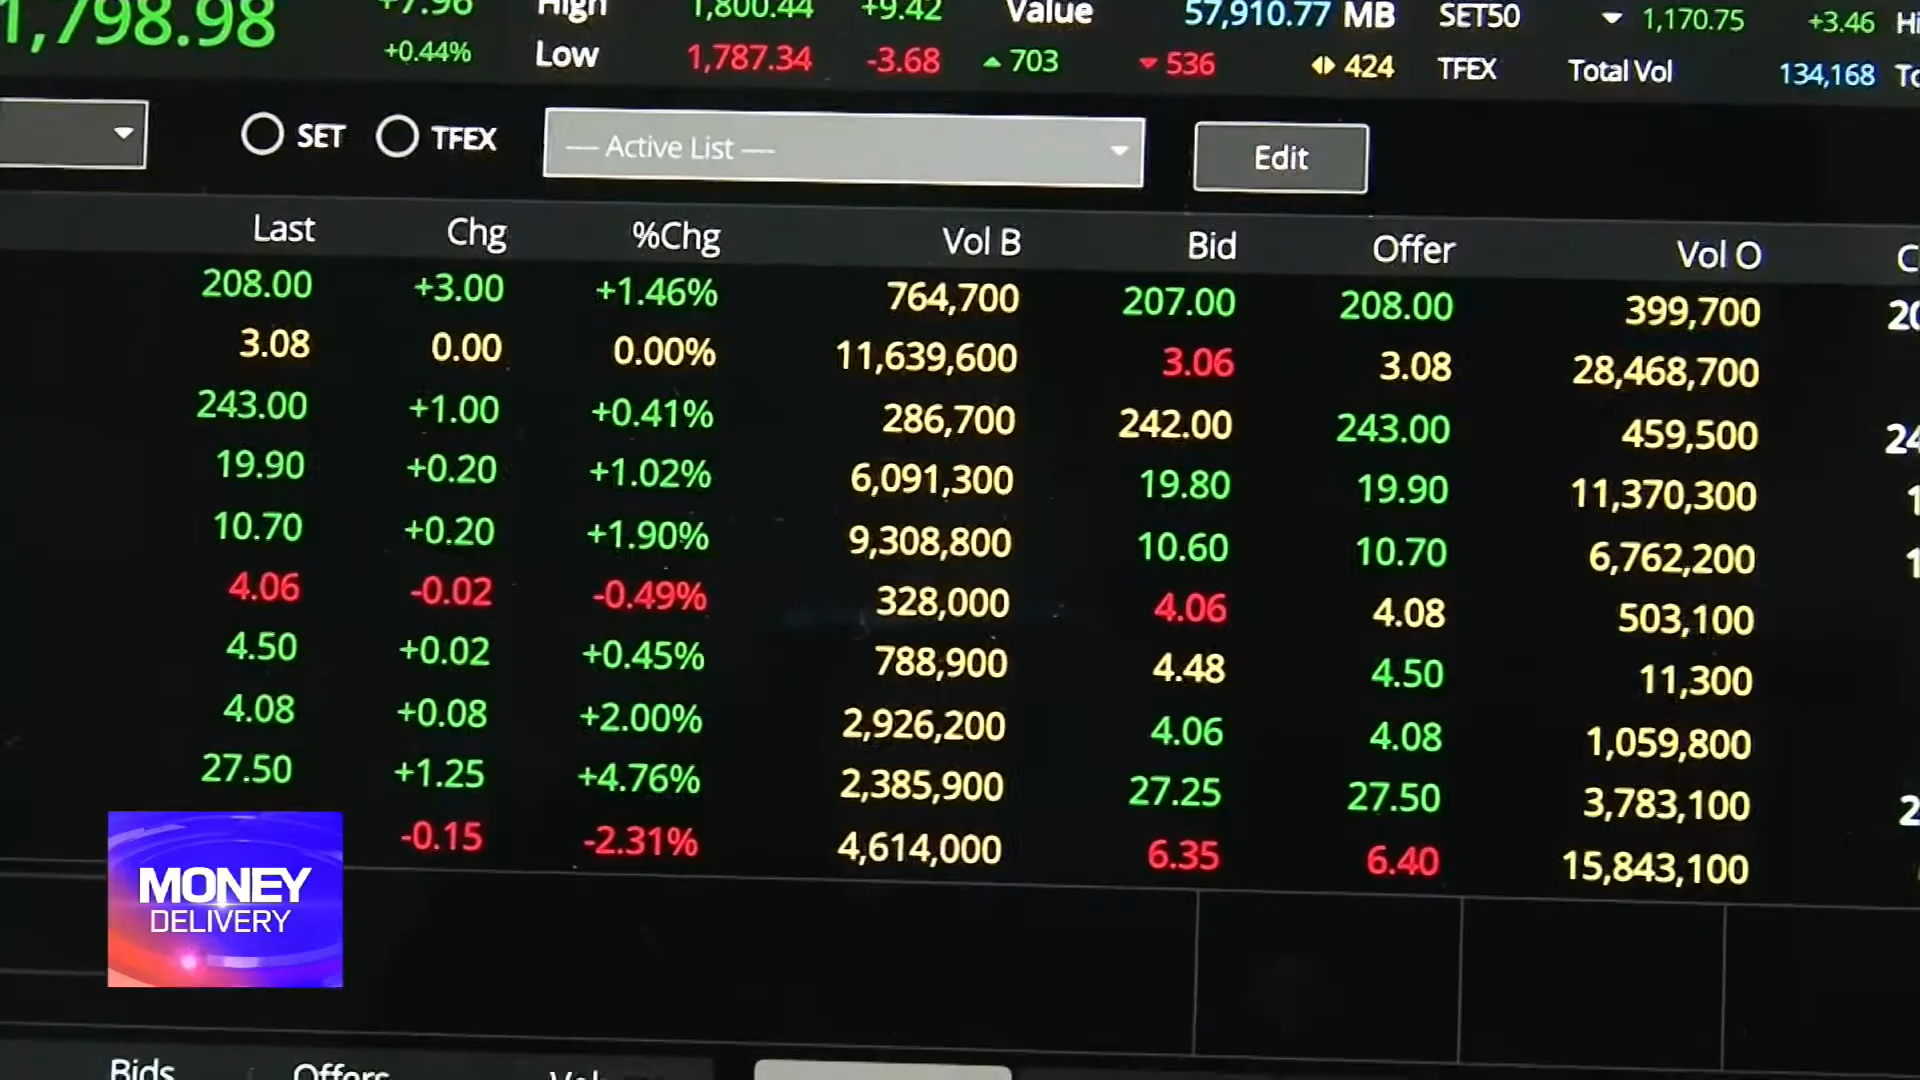 1,798.98 +7.96 High 1,800.44 +9.42 Value 57,910.77 MB SET50 1,170.75 +3.46
+0.44% Low 1,787.34 -3.68 703 536 424 TFEX Total Vol 134,168
SET TFEX --- Active List --- Edit
Last Chg %Chg Vol B Bid Offer Vol O
208.00 +3.00 +1.46% 764,700 207.00 208.00 399,700
3.08 0.00 0.00% 11,639,600 3.06 3.08 28,468,700
243.00 +1.00 +0.41% 286,700 242.00 243.00 459,500
19.90 +0.20 +1.02% 6,091,300 19.80 19.90 11,370,300
10.70 +0.20 +1.90% 9,308,800 10.60 10.70 6,762,200
4.06 -0.02 -0.49% 328,000 4.06 4.08 503,100
4.50 +0.02 +0.45% 788,900 4.48 4.50 11,300
4.08 +0.08 +2.00% 2,926,200 4.06 4.08 1,059,800
27.50 +1.25 +4.76% 2,385,900 27.25 27.50 3,783,100
-0.15 -2.31% 4,614,000 6.35 6.40 15,843,100
MONEY
DELIVERY
Bids Offers